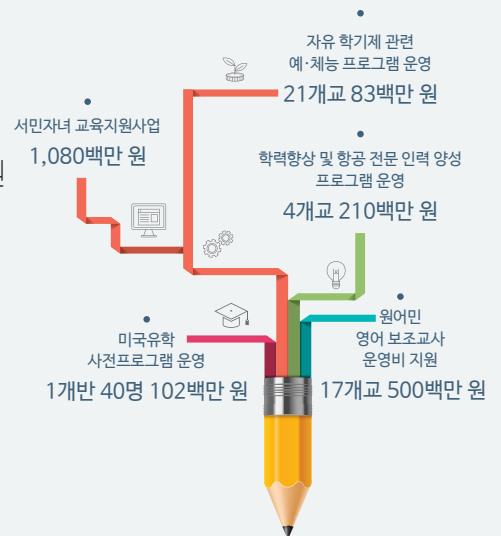 자유 학기제 관련
예·체능 프로그램 운영
21개교 83백만 원
서민자녀 교육지원사업
1,080백만 원
원
학력향상 및 항공 전문 인력 양성
프로그램 운영
4개교 210백만 원
미국유학
사전프로그램 운영
1개반 40명 102백만 원
원어민
영어 보조교사
운영비 지원
17개교 500백만 원